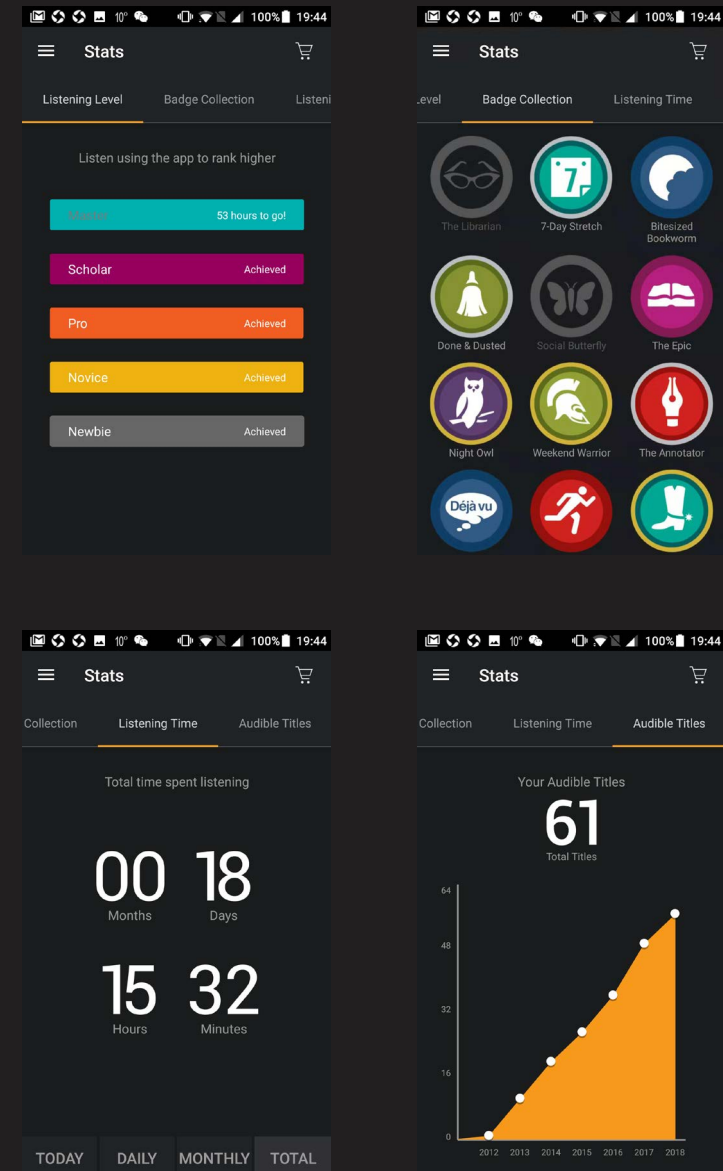 10° 100% 19:44
Stats
Listening Level Badge Collection Listeni
Listen using the app to rank higher
Master 53 hours to go!
Scholar Achieved
Pro Achieved
Novice Achieved
Newbie Achieved
10° 100% 19:44
Stats
Level Badge Collection Listening Time
7
The Librarian 7-Day Stretch Bitesized
Bookworm
Done & Dusted Social Butterfly The Epic
Night Owl Weekend Warrior The Annotator
Déjà vu
10° 100% 19:44
Stats
Collection Listening Time Audible Titles
Total time spent listening
00 18
Months Days
15 32
Hours Minutes
TODAY DAILY MONTHLY TOTAL
10° 100% 19:44
Stats
Collection Listening Time Audible Titles
Your Audible Titles
61
Total Titles
64
48
32
16
0
2012 2013 2014 2015 2016 2017 2018